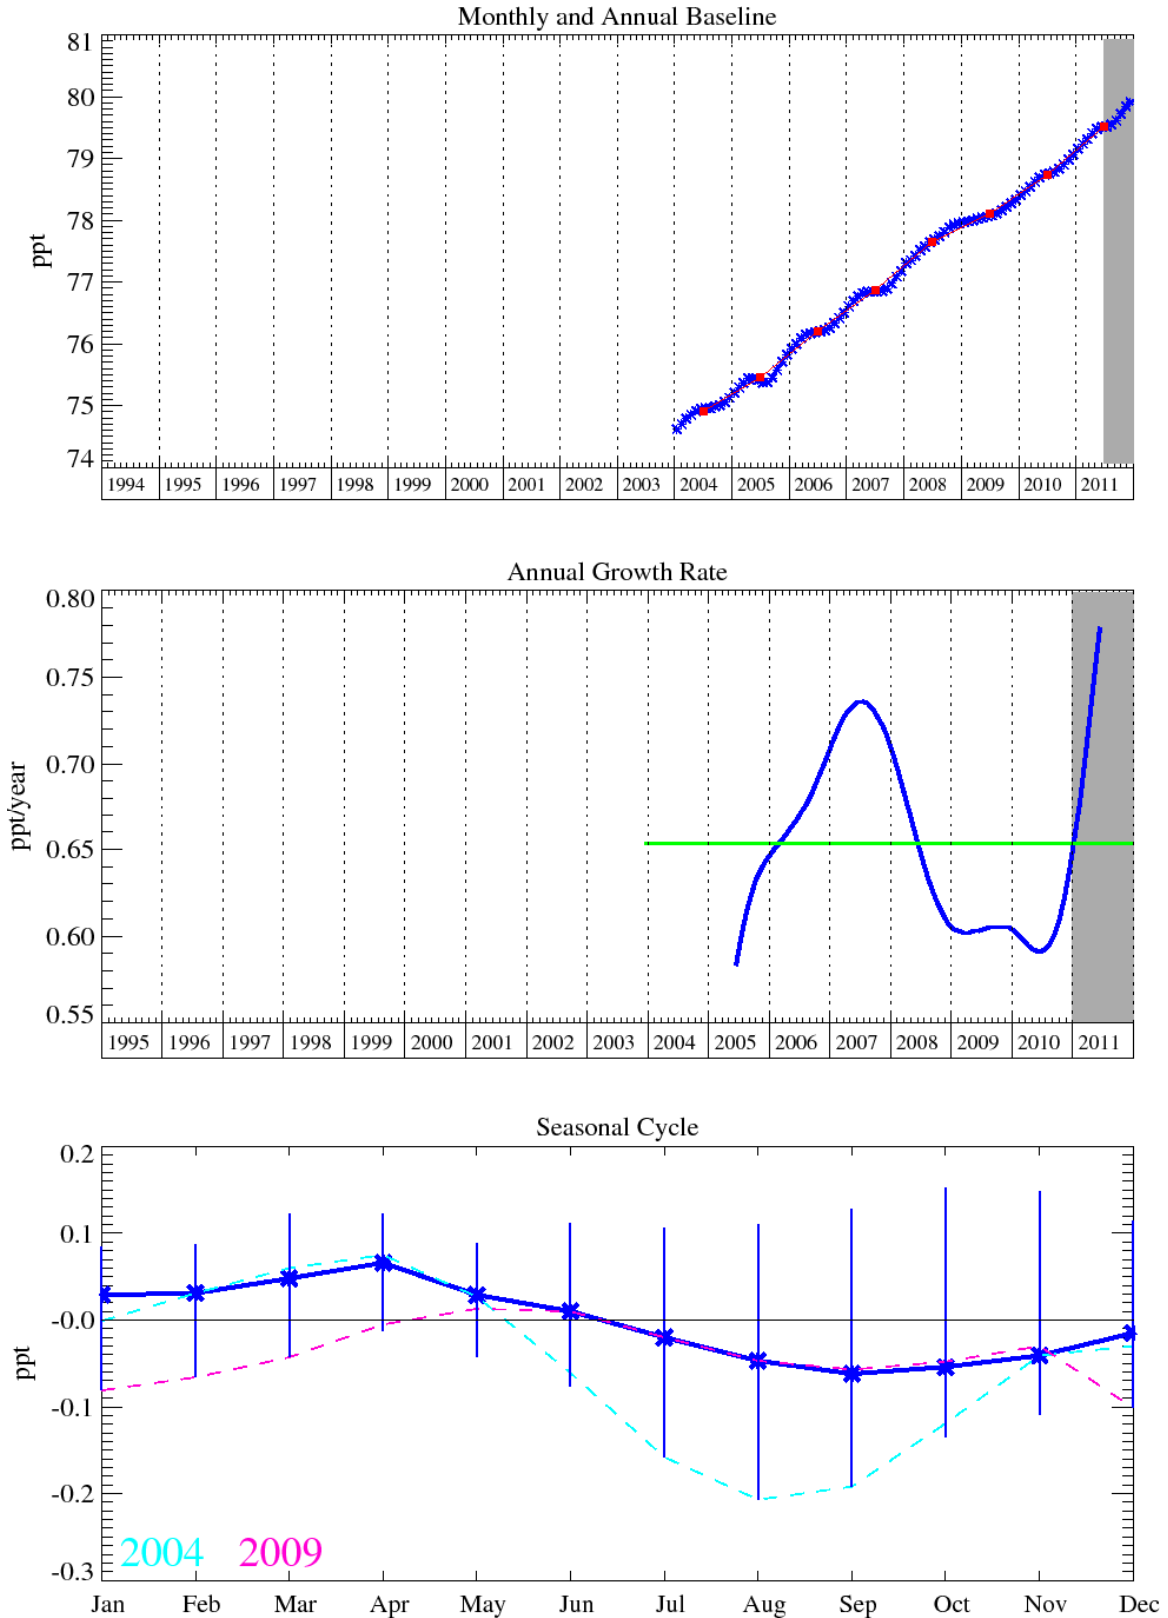 Monthly and Annual Baseline
81
80
79
78
77
76
75
74
ppt
1994 1995 1996 1997 1998 1999 2000 2001 2002 2003 2004 2005 2006 2007 2008 2009 2010 2011
Annual Growth Rate
0.80
0.75
0.70
0.65
0.60
0.55
ppt/year
1995 1996 1997 1998 1999 2000 2001 2002 2003 2004 2005 2006 2007 2008 2009 2010 2011
Seasonal Cycle
0.2
0.1
-0.0
-0.1
-0.2
-0.3
ppt
2004 2009
Jan Feb Mar Apr May Jun Jul Aug Sep Oct Nov Dec